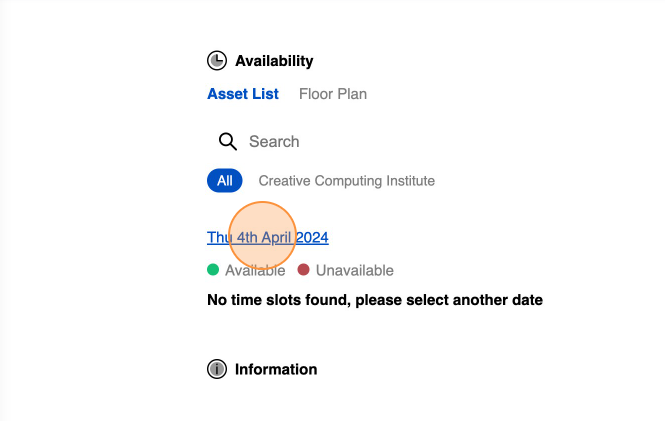 Availability
Asset List Floor Plan
Search
All Creative Computing Institute
Thu 4th April 2024
Available Unavailable
No time slots found, please select another date
Information